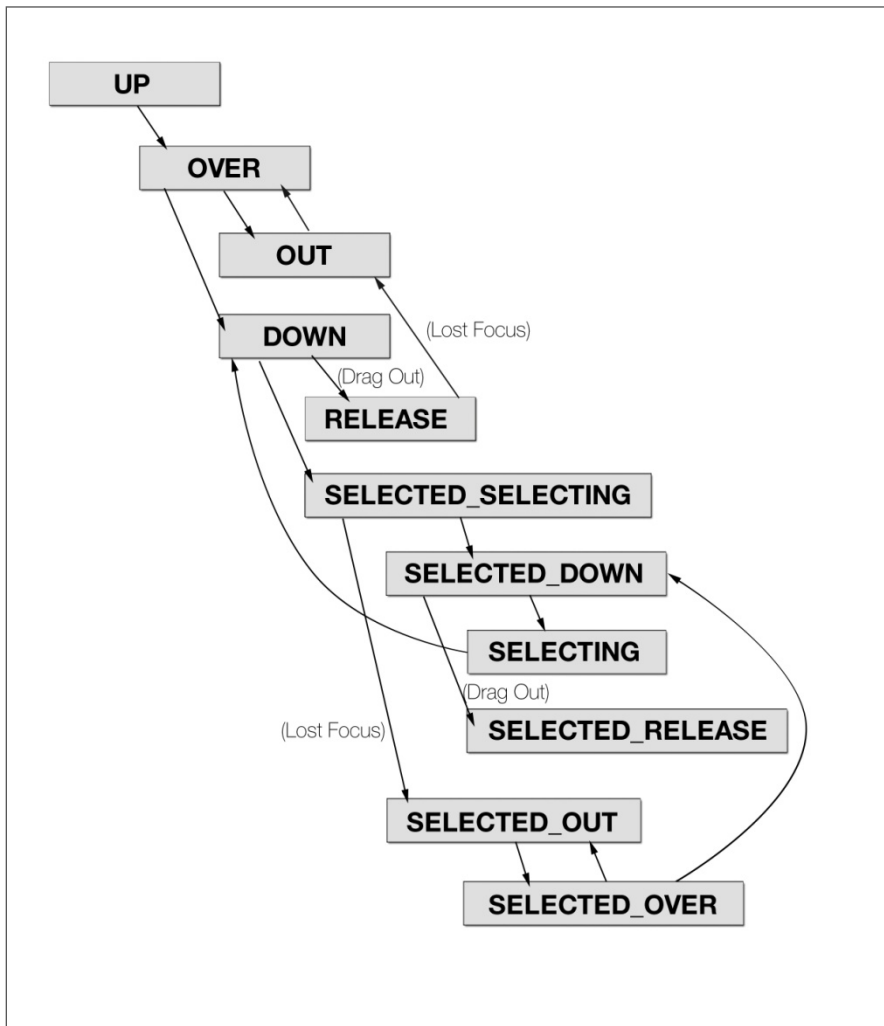 UP
OVER
OUT
DOWN
(Lost Focus)
(Drag Out)
RELEASE
SELECTED_SELECTING
SELECTED_DOWN
SELECTING
(Drag Out)
SELECTED_RELEASE
(Lost Focus)
SELECTED_OUT
SELECTED_OVER